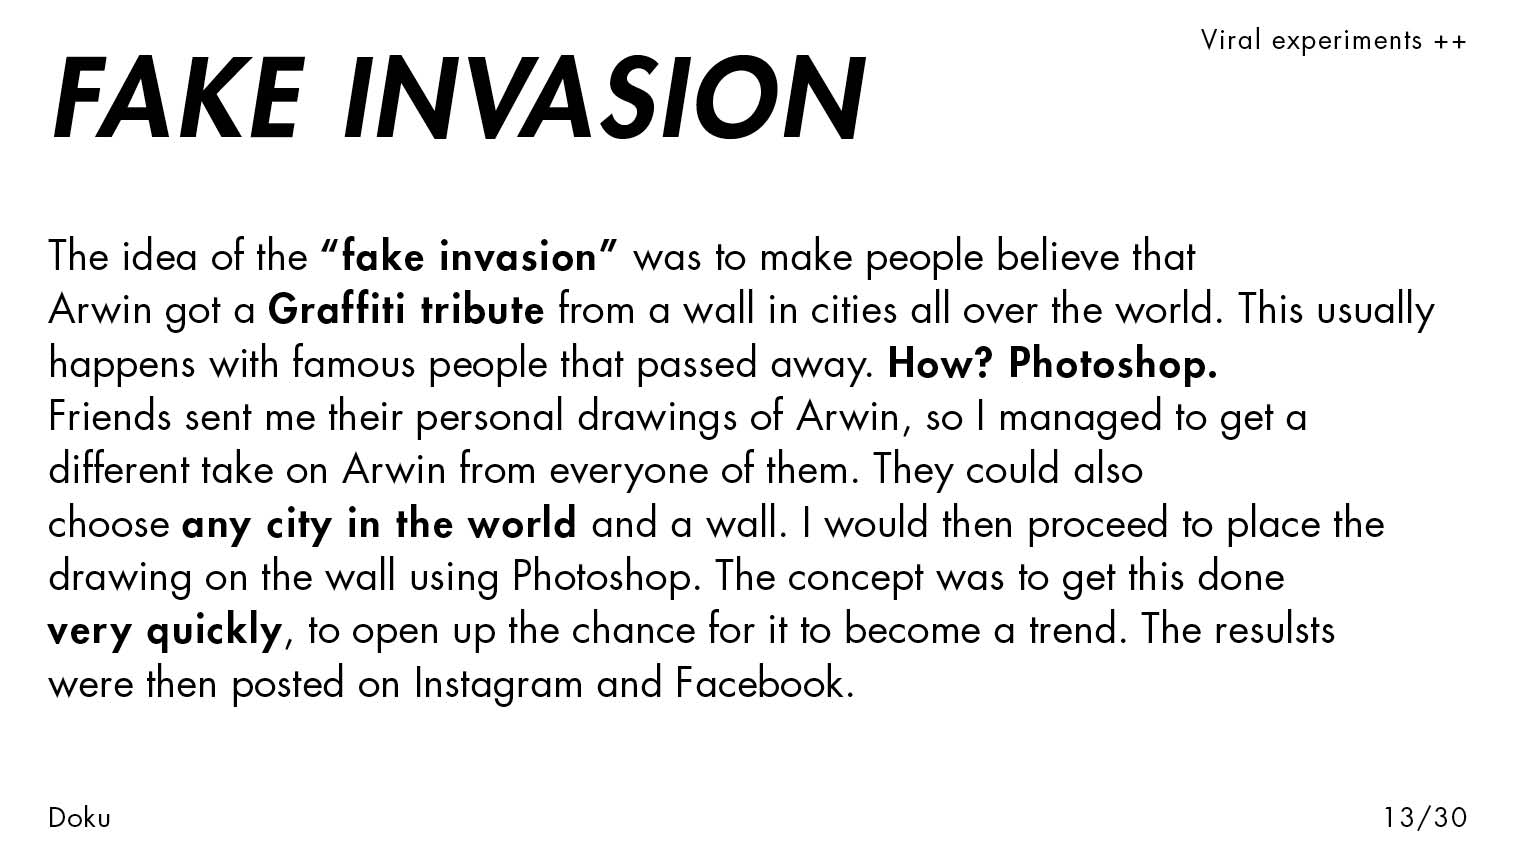 Viral experiments ++
FAKE INVASION
The idea of the “fake invasion” was to make people believe that
Arwin got a Graffiti tribute from a wall in cities all over the world. This usually
happens with famous people that passed away. How? Photoshop.
Friends sent me their personal drawings of Arwin, so I managed to get a
different take on Arwin from everyone of them. They could also
choose any city in the world and a wall. I would then proceed to place the
drawing on the wall using Photoshop. The concept was to get this done
very quickly, to open up the chance for it to become a trend. The resulsts
were then posted on Instagram and Facebook.
Doku
13/30